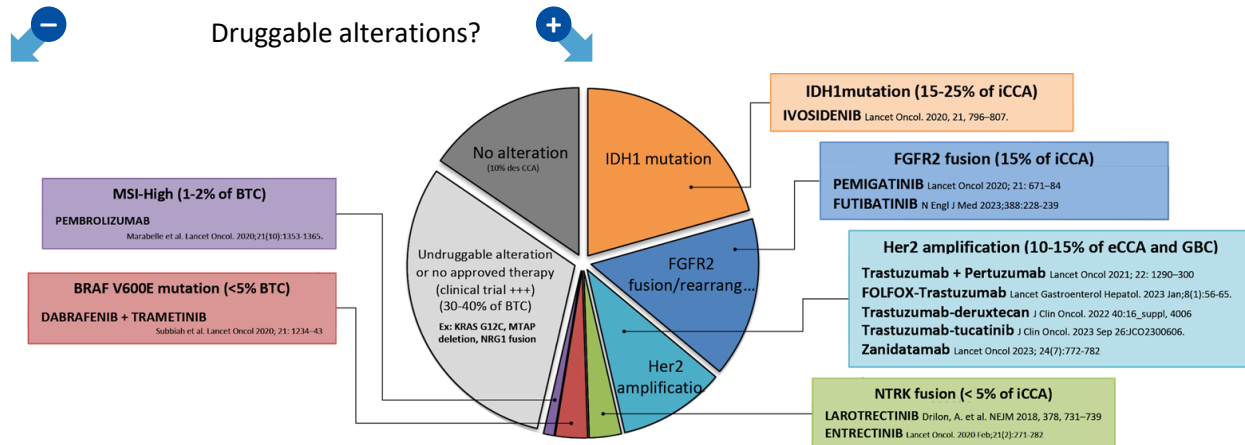 Druggable alterations?
IDH1mutation (15-25% of iCCA)
IVOSIDENIB Lancet Oncol. 2020, 21, 796–807.
FGFR2 fusion (15% of iCCA)
PEMIGATINIB Lancet Oncol 2020; 21: 671–84
FUTIBATINIB N Engl J Med 2023;388:228-239
Her2 amplification (10-15% of eCCA and GBC)
Trastuzumab + Pertuzumab Lancet Oncol 2021; 22: 1290–300
FOLFOX-Trastuzumab Lancet Gastroenterol Hepatol. 2023 Jan;8(1):56-65.
Trastuzumab-deruxtecan J Clin Oncol. 2022 40:16_suppl, 4006
Trastuzumab-tucatinib J Clin Oncol. 2023 Sep 26:JCO2300606.
Zanidatamab Lancet Oncol 2023; 24(7):772-782
NTRK fusion (< 5% of iCCA)
LAROTRECTINIB Drilon, A. et al. NEJM 2018, 378, 731–739
ENTRECTINIB Lancet Oncol. 2020 Feb;21(2):271-282
MSI-High (1-2% of BTC)
PEMBROLIZUMAB
Marabelle et al. Lancet Oncol. 2020;21(10):1353-1365.
BRAF V600E mutation (<5% BTC)
DABRAFENIB + TRAMETINIB
Subbiah et al. Lancet Oncol 2020; 21: 1234–43
No alteration
(10% des CCA)
IDH1 mutation
FGFR2
fusion/rearrang...
Her2
amplificatio...
Undruggable alteration
or no approved therapy
(clinical trial +++)
(30-40% of BTC)
Ex: KRAS G12C, MTAP
deletion, NRG1 fusion